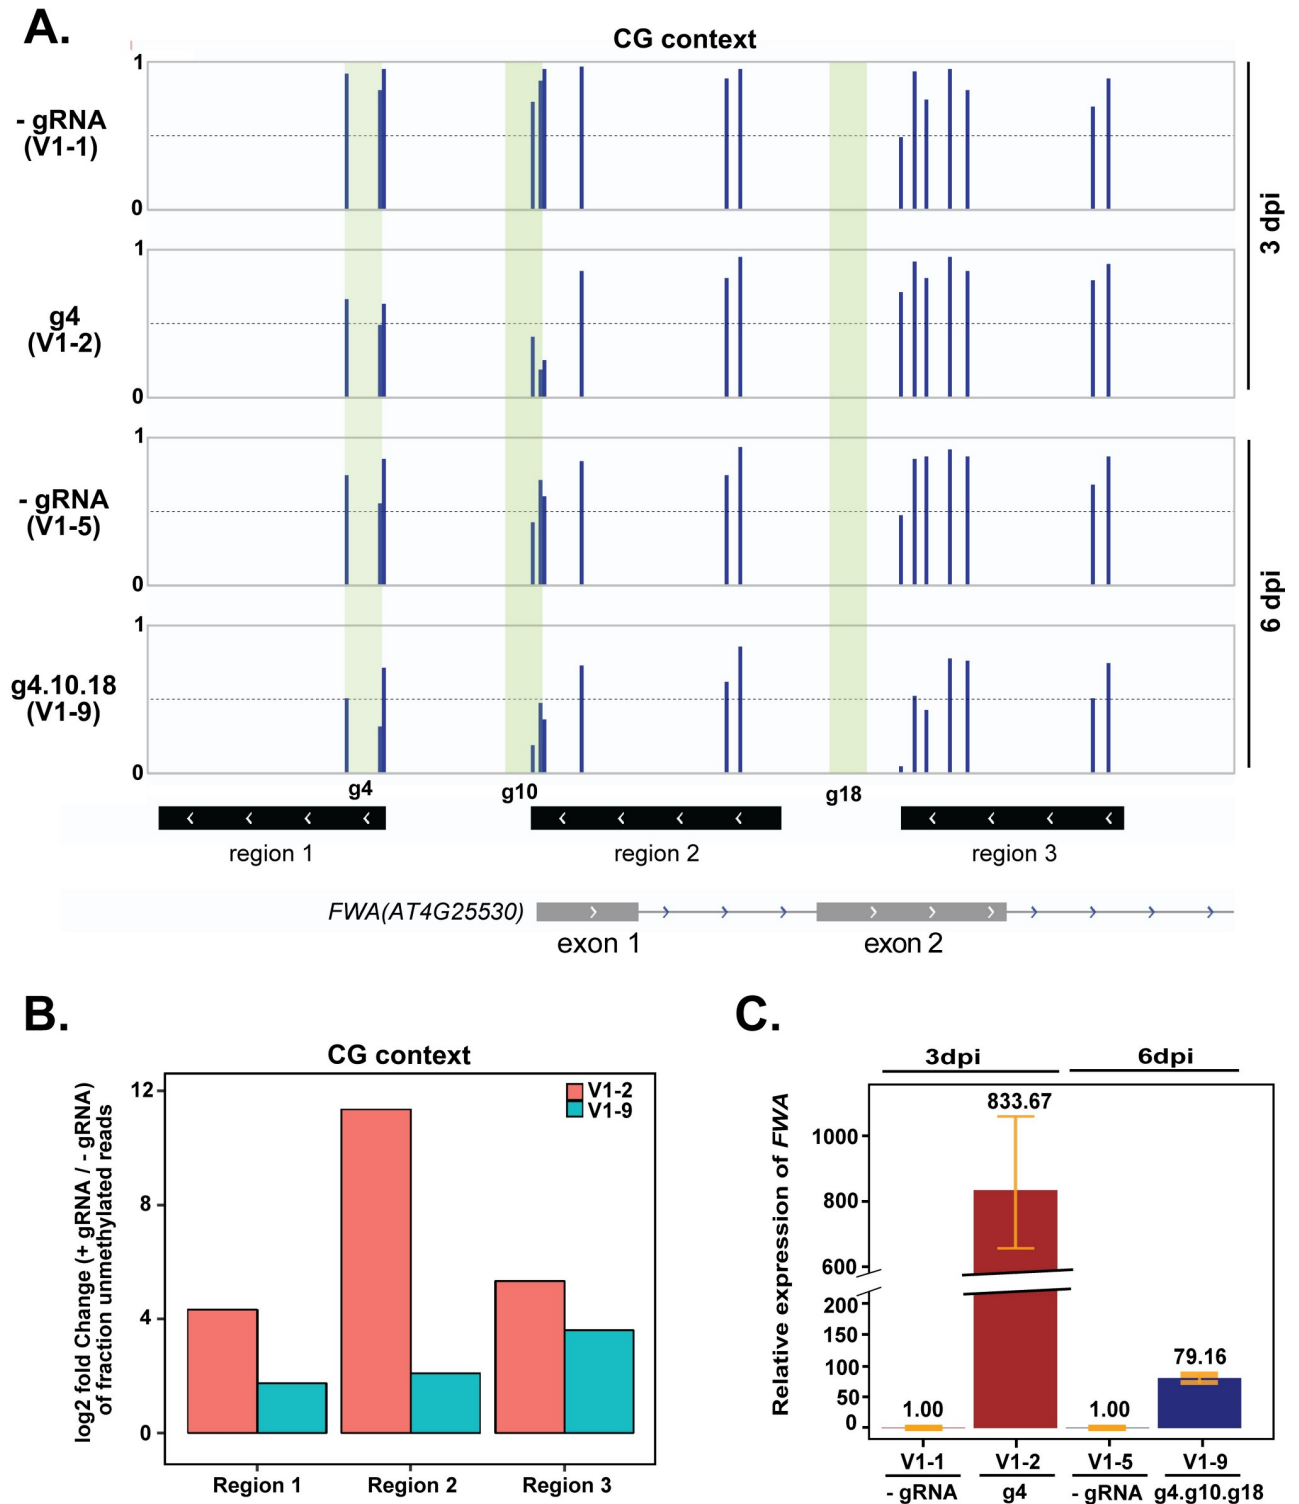 A.
CG context
1
- gRNA
(V1-1)
0
3 dpi
1
g4
(V1-2)
0
1
- gRNA
(V1-5)
0
6 dpi
1
g4.10.18
(V1-9)
0
g4 g10 g18
region 1 region 2 region 3
FWA(AT4G25530)
exon 1 exon 2
B.
CG context
log2 fold Change (+ gRNA / - gRNA)
of fraction unmethylated reads
12
8
4
0
V1-2
V1-9
Region 1 Region 2 Region 3
C.
3dpi 6dpi
Relative expression of FWA
1000
800
600
200
150
100
50
0
1.00
833.67
1.00
79.16
V1-1 V1-2 V1-5 V1-9
- gRNA g4 - gRNA g4.g10.g18